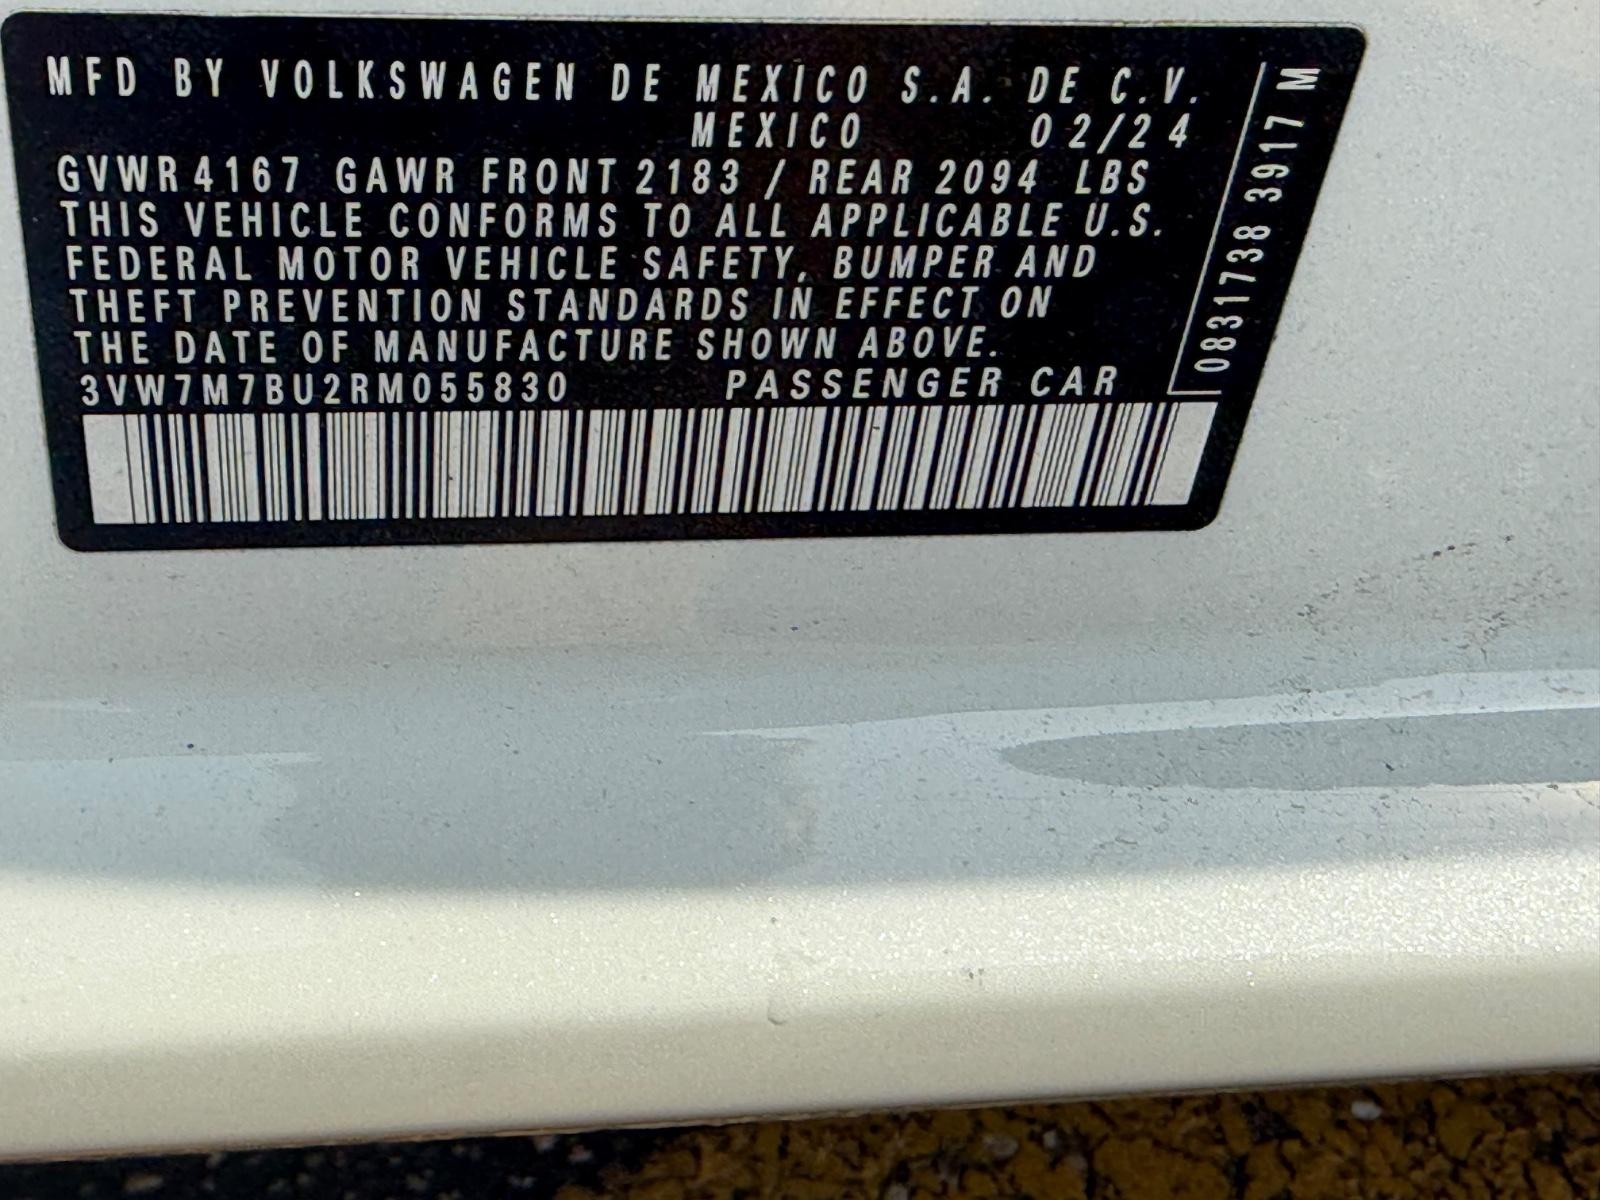 MFD BY VOLKSWAGEN DE MEXICO S.A. DE C.V.
MEXICO 02/24
GVWR 4167 GAWR FRONT 2183 / REAR 2094 LBS
THIS VEHICLE CONFORMS TO ALL APPLICABLE U.S.
FEDERAL MOTOR VEHICLE SAFETY, BUMPER AND
THEFT PREVENTION STANDARDS IN EFFECT ON
THE DATE OF MANUFACTURE SHOWN ABOVE.
3VW7M7BU2RM055830 PASSENGER CAR
0831738 3917 M